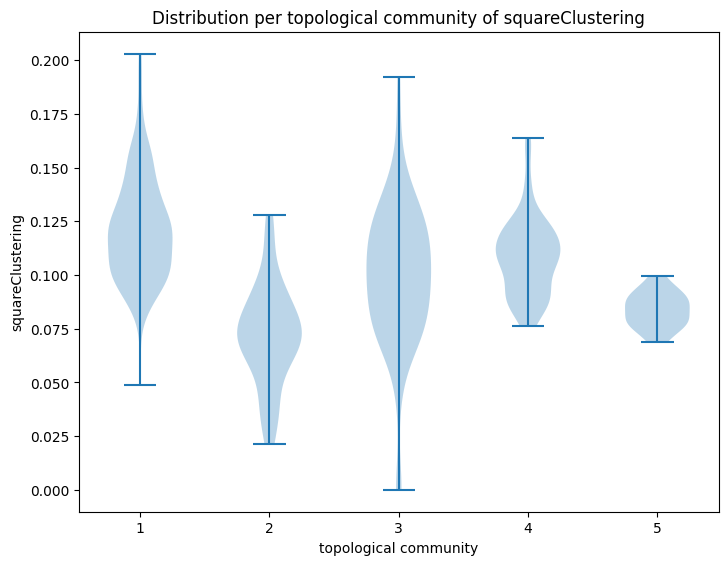 Distribution per topological community of squareClustering
squareClustering
0.200
0.175
0.150
0.125
0.100
0.075
0.050
0.025
0.000
1 2 3 4 5
topological community